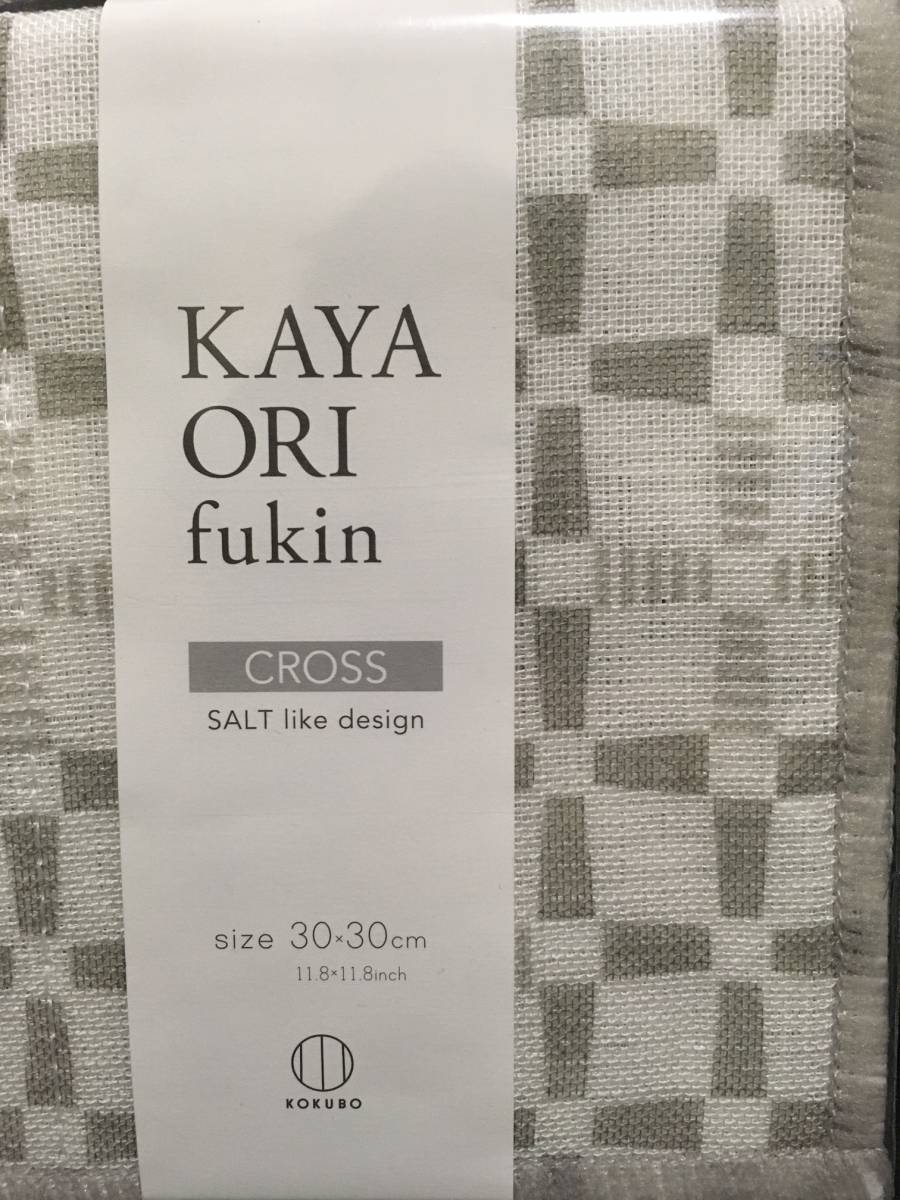 KAYA
ORI
fukin
CROSS
SALT like design
size 30×30cm
11.8×11.8inch
KOKUBO